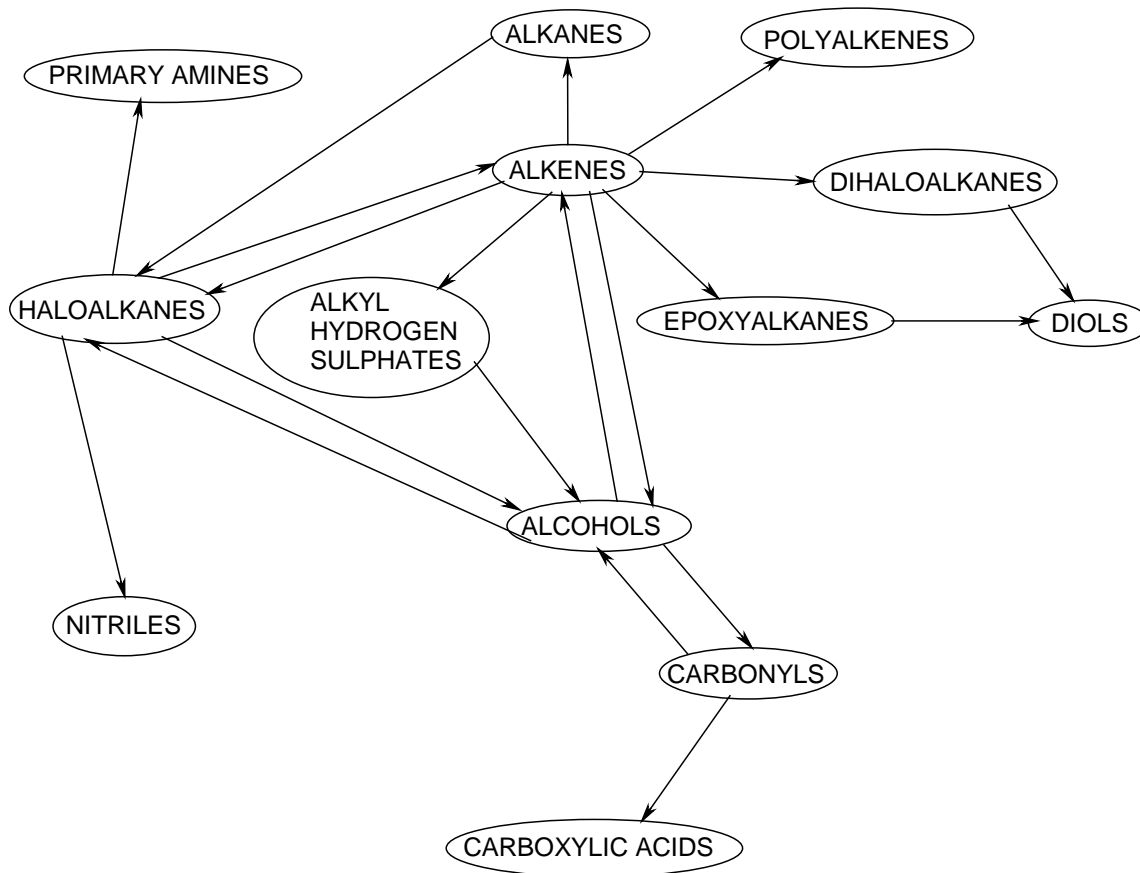 ALKANES
POLYALKENES
PRIMARY AMINES
ALKENES
DIHALOALKANES
HALOALKANES
ALKYL
HYDROGEN
SULPHATES
EPOXYALKANES
DIOLS
ALCOHOLS
NITRILES
CARBONYLS
CARBOXYLIC ACIDS